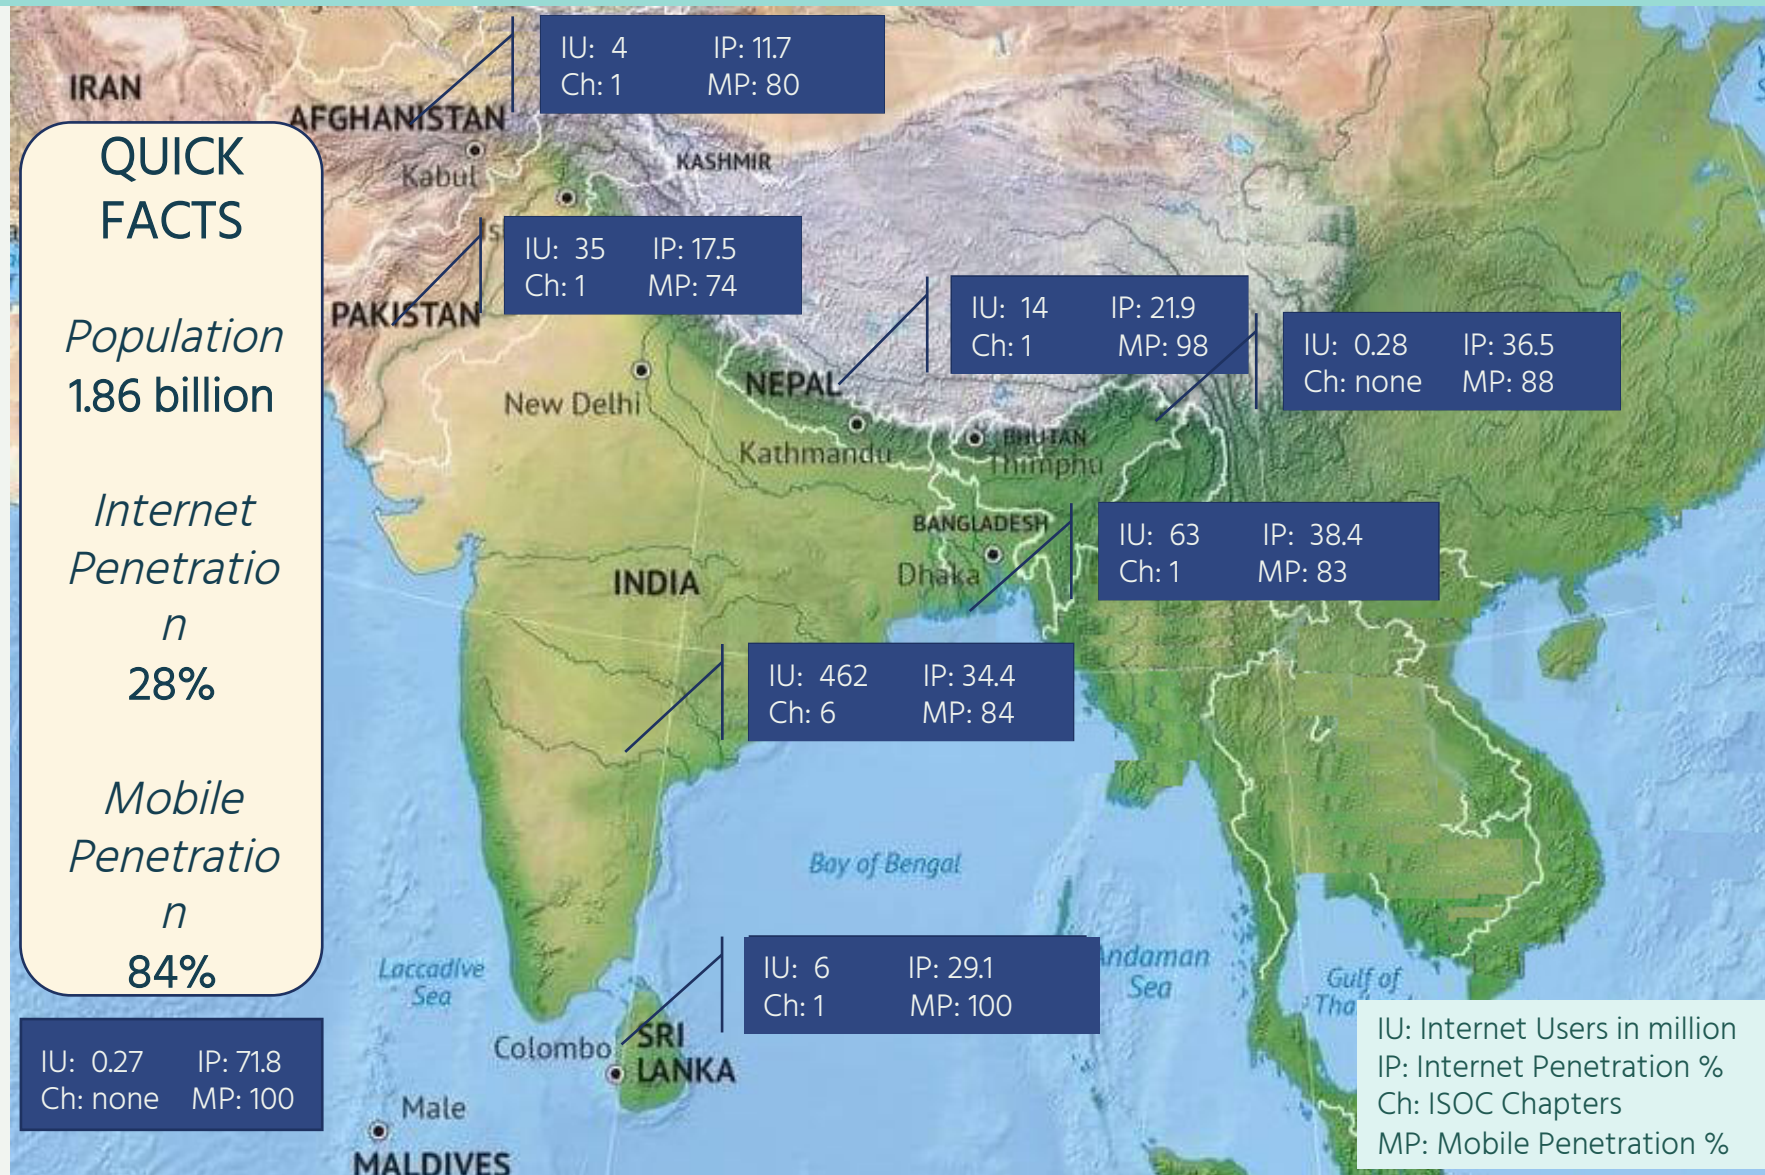 IU: 4 IP: 11.7
Ch: 1 MP: 80
IRAN
AFGHANISTAN
Kabul
KASHMIR
QUICK
FACTS
Population
1.86 billion
Internet
Penetratio
n
28%
Mobile
Penetratio
n
84%
IU: 35 IP: 17.5
Ch: 1 MP: 74
PAKISTAN
IU: 14 IP: 21.9
Ch: 1 MP: 98
IU: 0.28 IP: 36.5
Ch: none MP: 88
New Delhi
NEPAL
Kathmandu
BHUTAN
Thimphu
BANGLADESH
Dhaka
IU: 63 IP: 38.4
Ch: 1 MP: 83
INDIA
IU: 462 IP: 34.4
Ch: 6 MP: 84
Bay of Bengal
Laccadive
Sea
IU: 6 IP: 29.1
Ch: 1 MP: 100
Andaman
Sea
Gulf of
Colombo
SRI
LANKA
IU: 0.27 IP: 71.8
Ch: none MP: 100
Male
MALDIVES
IU: Internet Users in million
IP: Internet Penetration %
Ch: ISOC Chapters
MP: Mobile Penetration %